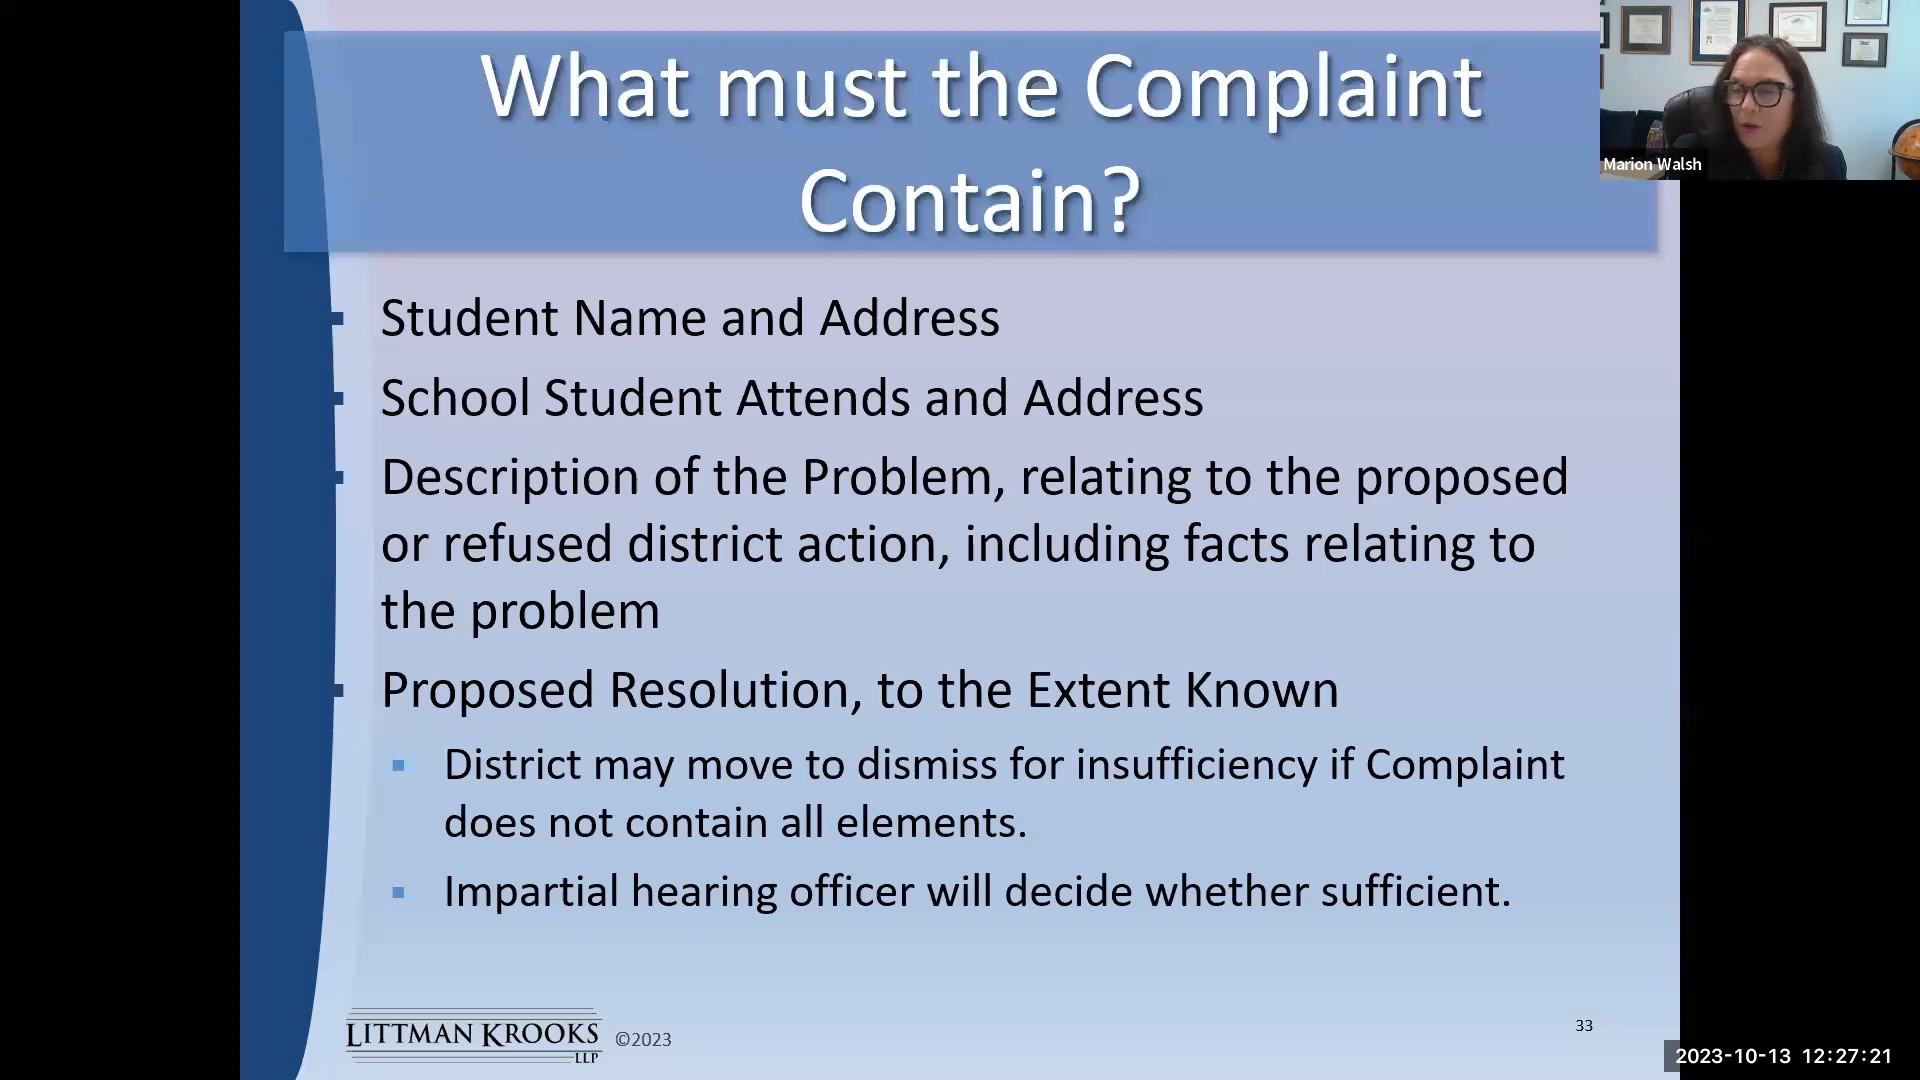 What must the Complaint
Contain?
Marion Walsh
Student Name and Address
School Student Attends and Address
Description of the Problem, relating to the proposed
or refused district action, including facts relating to
the problem
Proposed Resolution, to the Extent Known
District may move to dismiss for insufficiency if Complaint
does not contain all elements.
Impartial hearing officer will decide whether sufficient.
LITTMAN KROOKS
LLP
©2023
33
2023-10-13 12:27:21